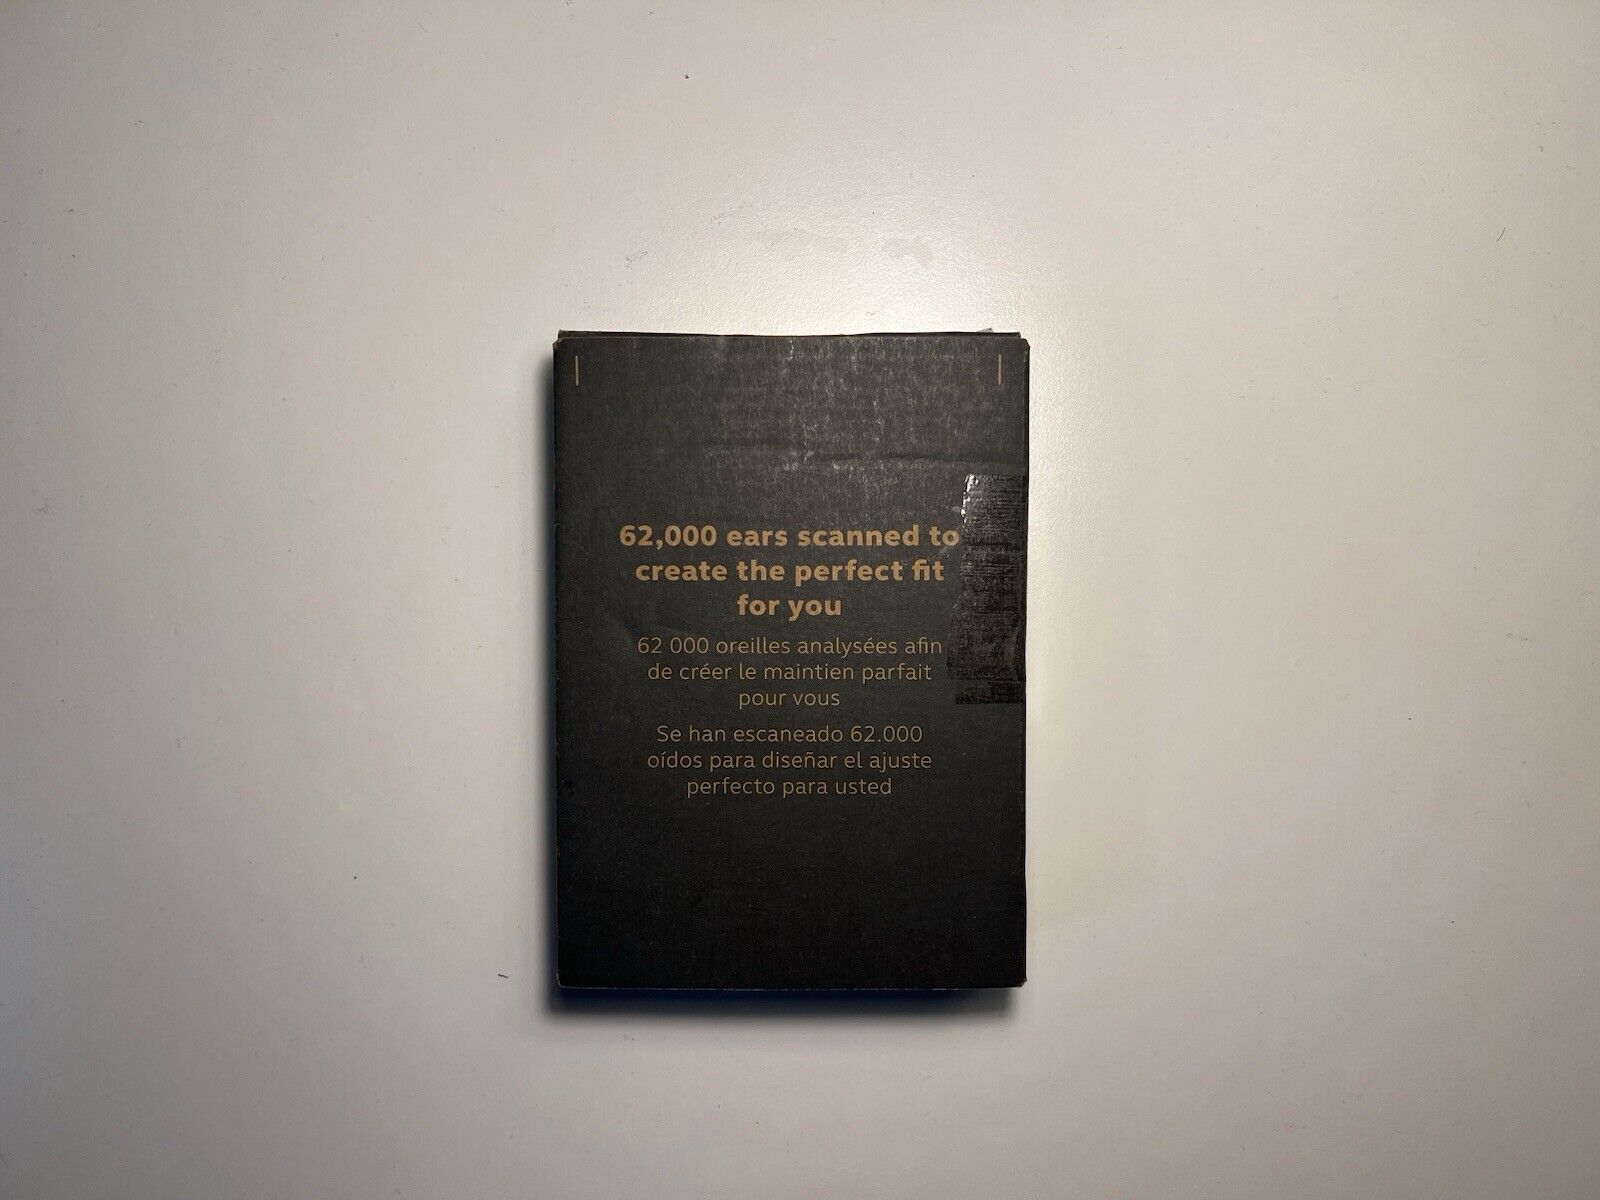 62,000 ears scanned to
create the perfect fit
for you
62 000 oreilles analysées afin
de créer le maintien parfait
pour vous
Se han escaneado 62.000
oídos para diseñar el ajuste
perfecto para usted